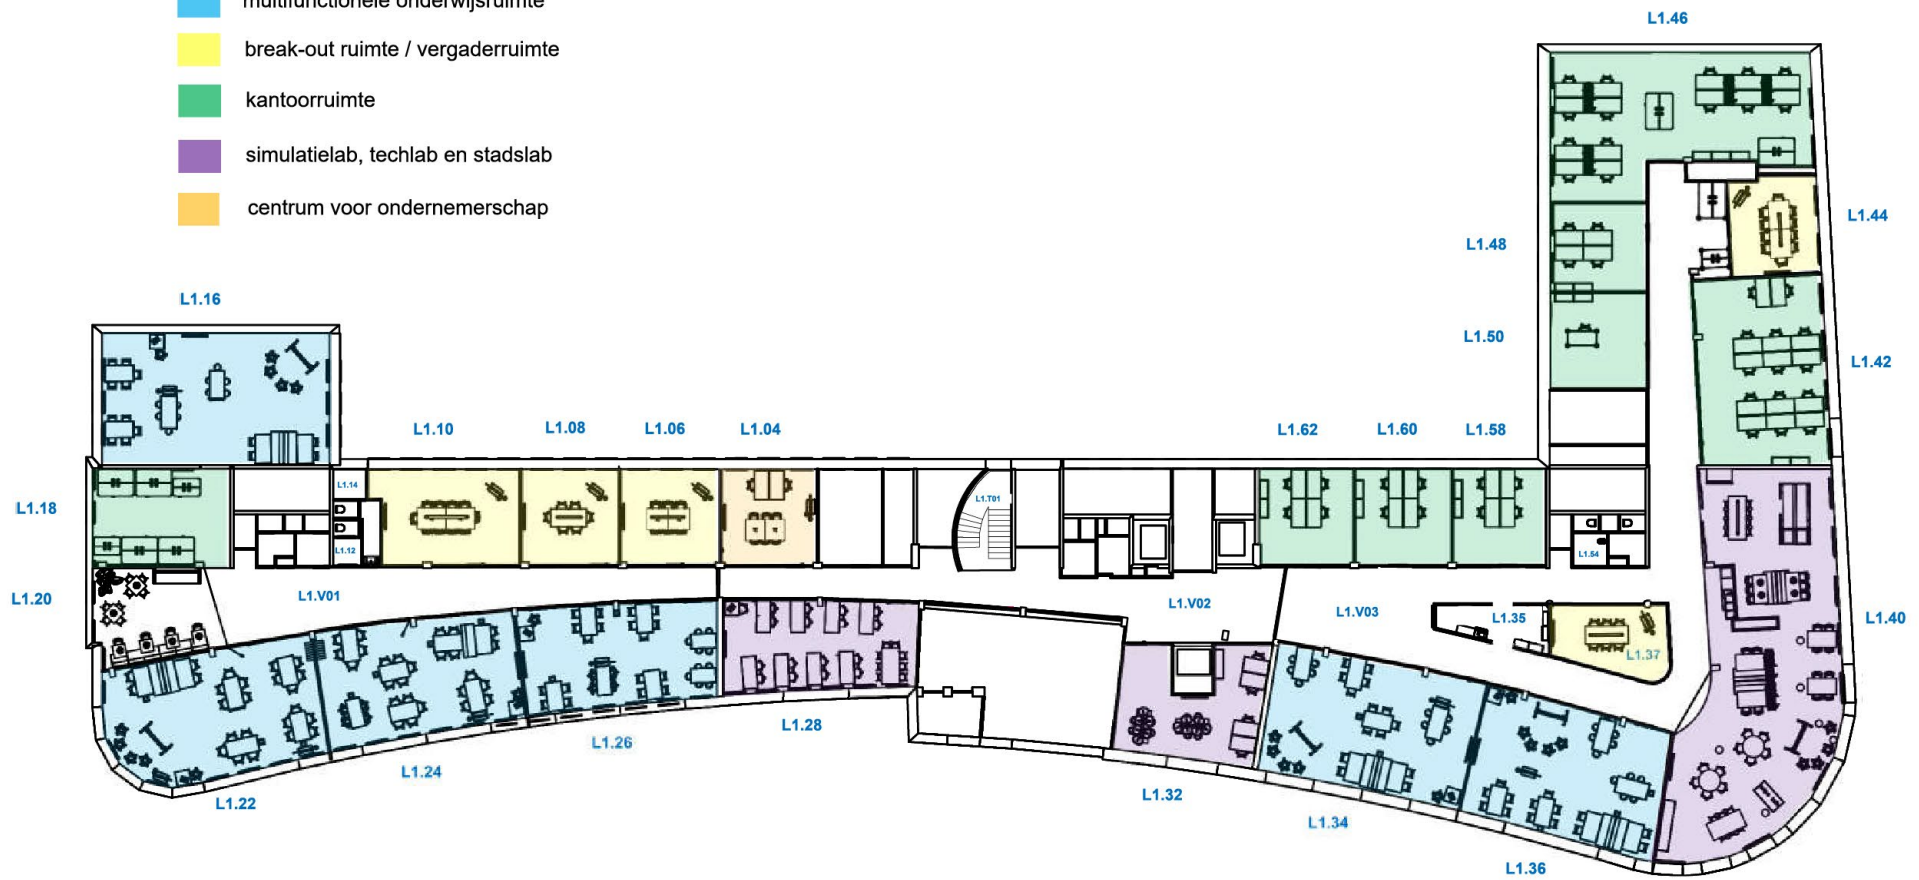 multifunctionele onderwijsruimte
break-out ruimte / vergaderruimte
kantoorruimte
simulatielab, techlab en stadslab
centrum voor ondernemerschap
L1.46
L1.44
L1.48
L1.16
L1.50
L1.42
L1.10
L1.08
L1.06
L1.04
L1.62
L1.60
L1.58
L1.14
L1.T01
L1.18
L1.12
L1.54
L1.20
L1.V01
L1.V02
L1.V03
L1.35
L1.40
L1.37
L1.28
L1.26
L1.24
L1.32
L1.22
L1.34
L1.36